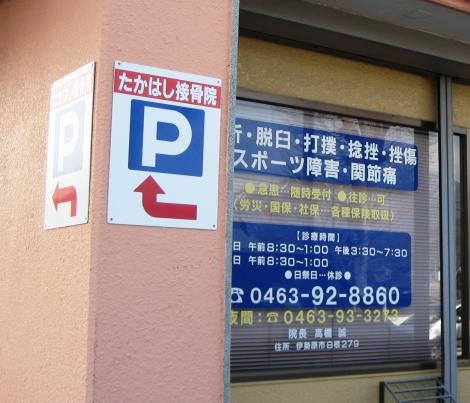 たかはし接骨院
P
P
折・脱臼・打撲・捻挫・挫傷
スポーツ障害・関節痛
●急患…随時受付 ●往診…可
(労災・国保・社保…各種保険取扱)
【診療時間】
日 午前8:30〜1:00 午後3:30〜7:30
日 午前8:30〜1:00
●日祭日…休診●
☎0463-92-8860
夜間:☎0463-93-3273
院長 高橋 誠
住所 伊勢原市白根279